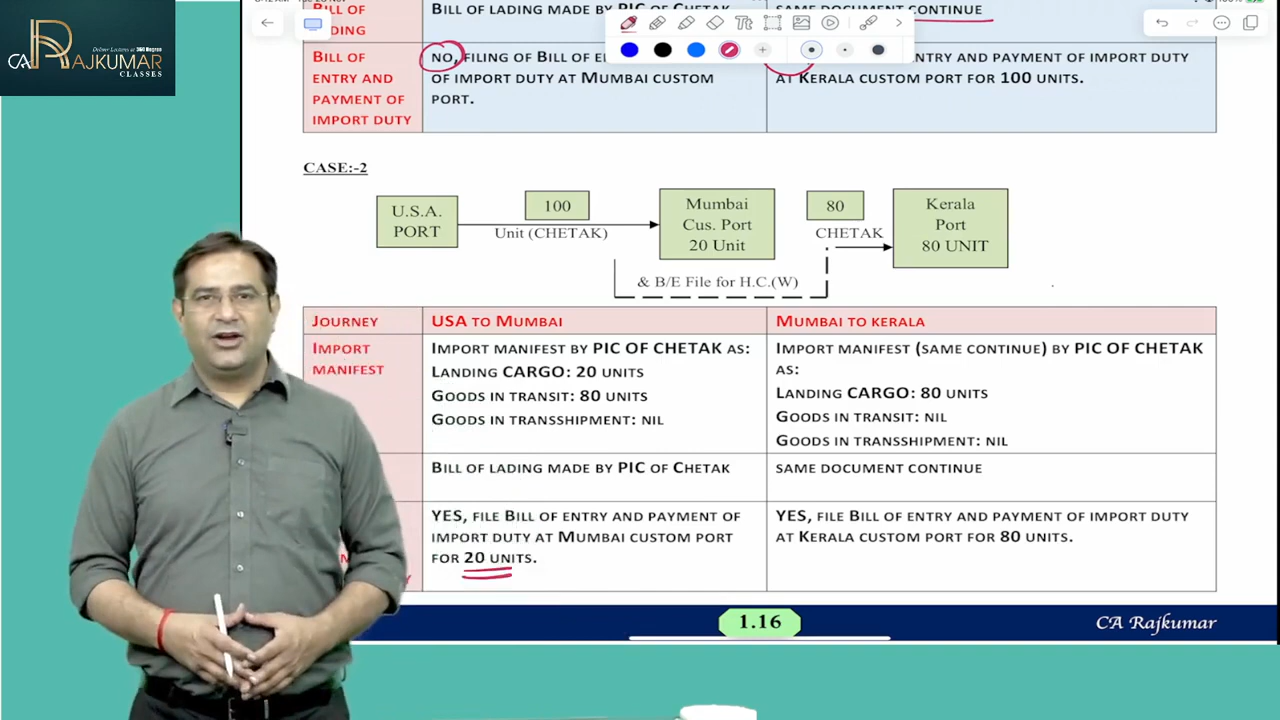 Deliver Lectures at 360 Degree
CA RAJKUMAR
CLASSES
BILL OF LADING MADE BY PIC OF CHETAK
SAME DOCUMENT CONTINUE
BILL OF
LADING
BILL OF
ENTRY AND
PAYMENT OF
IMPORT DUTY
NO, FILING OF BILL OF
OF IMPORT DUTY AT MUMBAI CUSTOM
PORT.
ENTRY AND PAYMENT OF IMPORT DUTY
AT KERALA CUSTOM PORT FOR 100 UNITS.
CASE:-2
U.S.A.
PORT
100
Unit (CHETAK)
Mumbai
Cus. Port
20 Unit
80
CHETAK
Kerala
Port
80 UNIT
& B/E File for H.C.(W)
JOURNEY
USA TO MUMBAI
MUMBAI TO KERALA
IMPORT
MANIFEST
IMPORT MANIFEST BY PIC OF CHETAK AS:
LANDING CARGO: 20 UNITS
GOODS IN TRANSIT: 80 UNITS
GOODS IN TRANSSHIPMENT: NIL
IMPORT MANIFEST (SAME CONTINUE) BY PIC OF CHETAK
AS:
LANDING CARGO: 80 UNITS
GOODS IN TRANSIT: NIL
GOODS IN TRANSSHIPMENT: NIL
BILL OF LADING MADE BY PIC OF CHETAK
SAME DOCUMENT CONTINUE
YES, FILE BILL OF ENTRY AND PAYMENT OF
IMPORT DUTY AT MUMBAI CUSTOM PORT
FOR 20 UNITS.
YES, FILE BILL OF ENTRY AND PAYMENT OF IMPORT DUTY
AT KERALA CUSTOM PORT FOR 80 UNITS.
1.16
CA Rajkumar